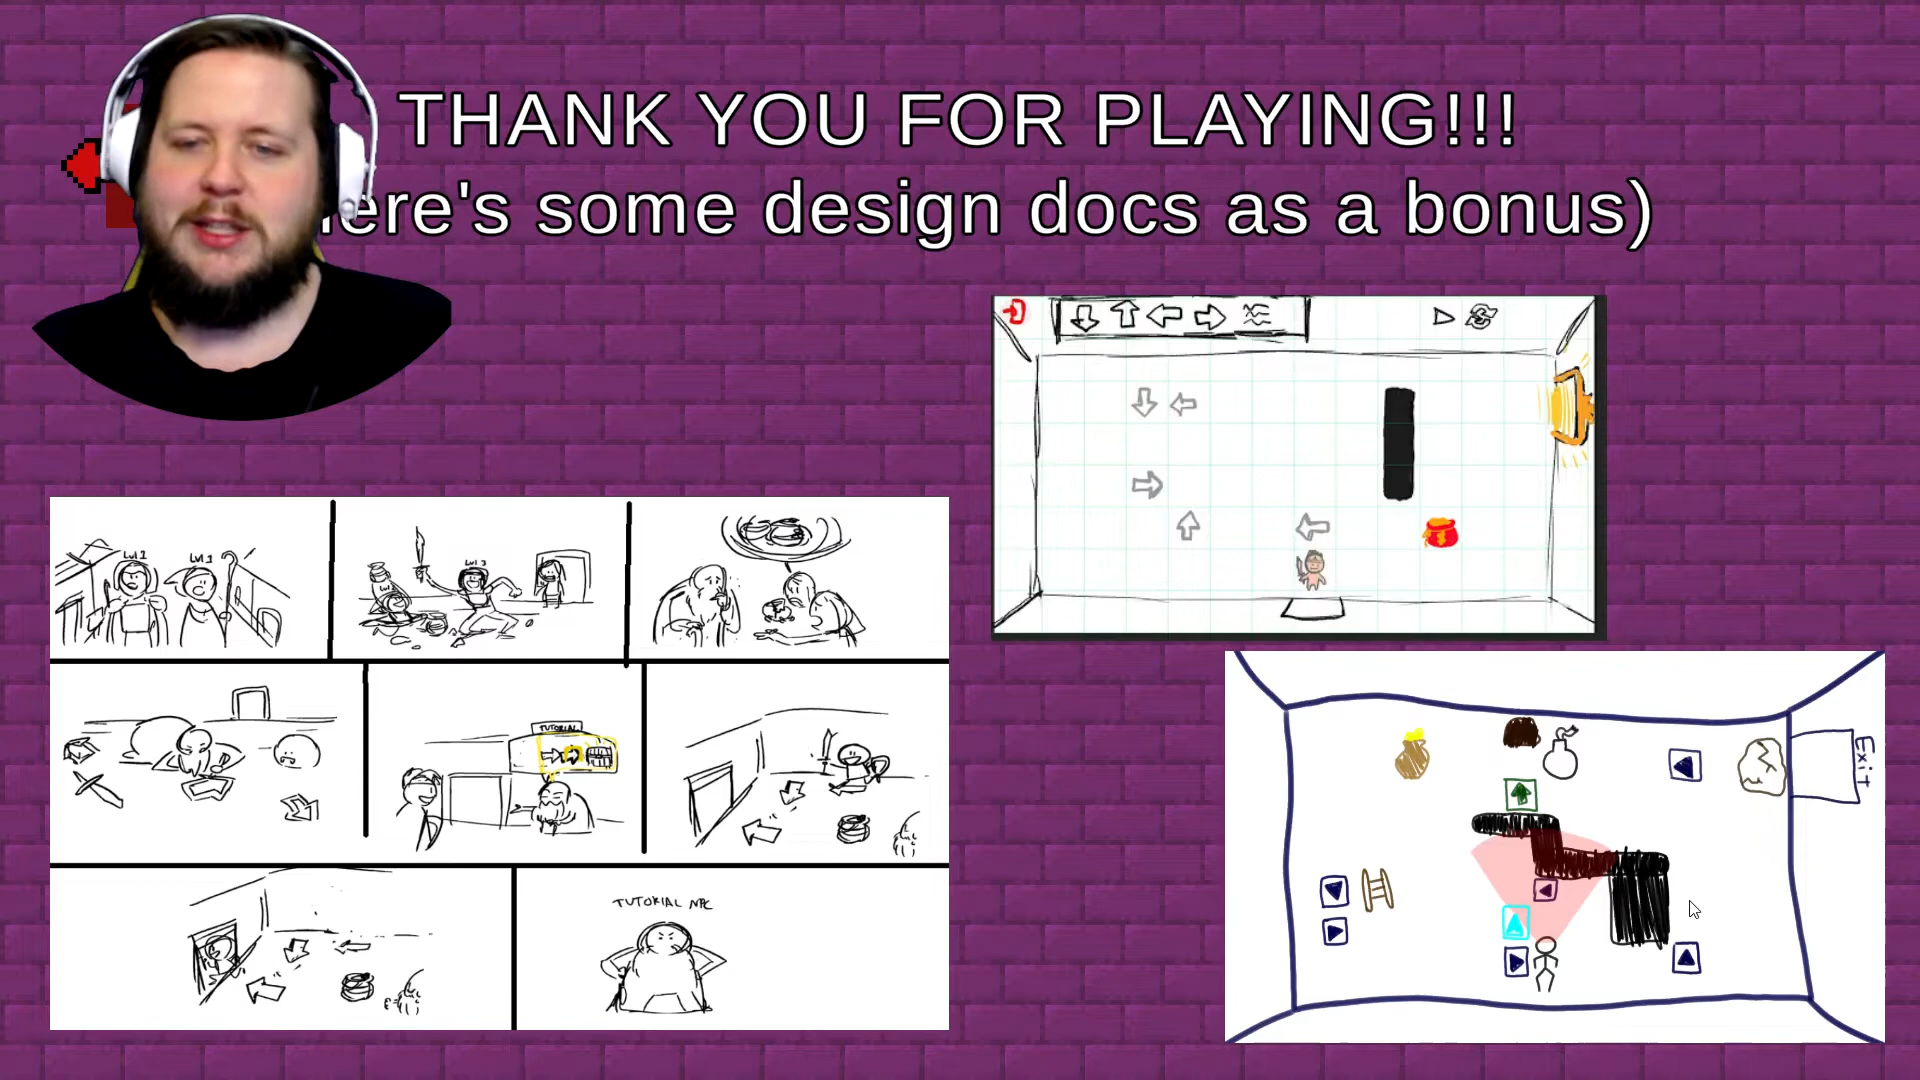 THANK YOU FOR PLAYING!!!
ere's some design docs as a bonus)
Lvl 1
Lvl 1
Lvl 3
TUTORIAL
TUTORIAL NPC
Exit